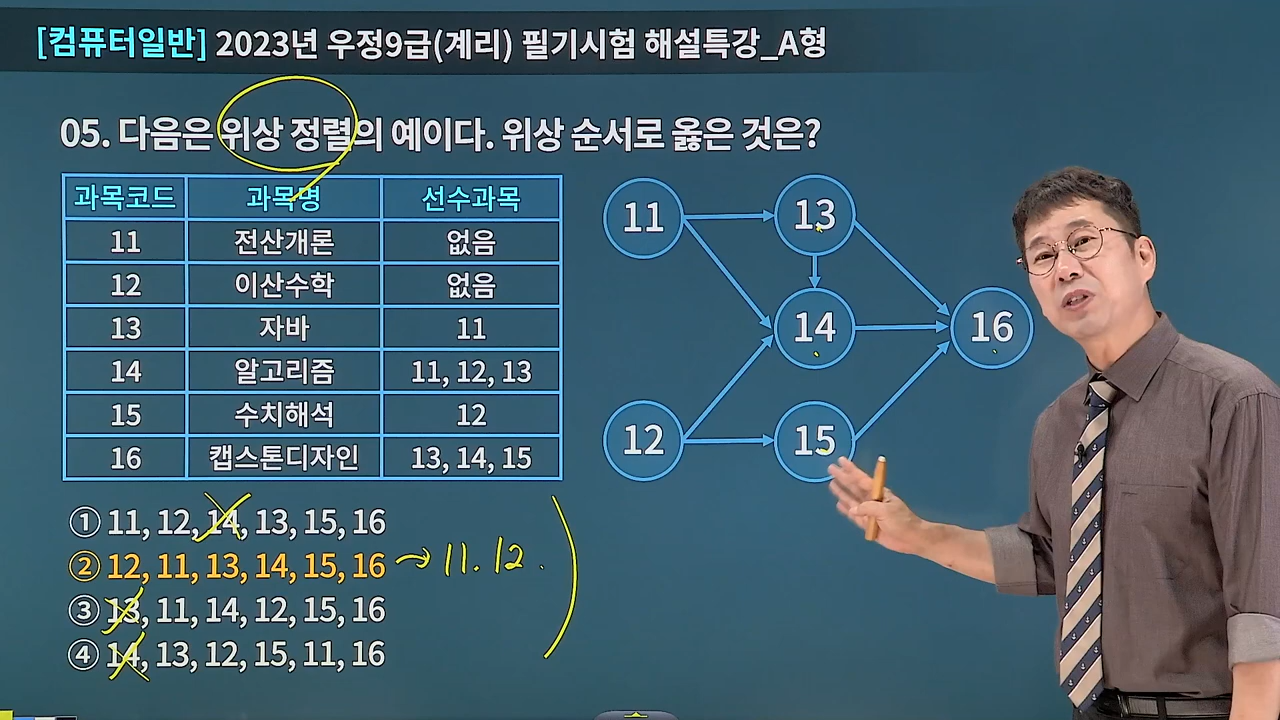 [컴퓨터일반] 2023년 우정9급(계리) 필기시험 해설특강_A형
05. 다음은 위상 정렬의 예이다. 위상 순서로 옳은 것은?
과목코드 과목명 선수과목
11 전산개론 없음
12 이산수학 없음
13 자바 11
14 알고리즘 11, 12, 13
15 수치해석 12
16 캡스톤디자인 13, 14, 15
11 13
14 16
12 15
① 11, 12, 14, 13, 15, 16
② 12, 11, 13, 14, 15, 16 → 11. 12.
③ 13, 11, 14, 12, 15, 16
④ 14, 13, 12, 15, 11, 16